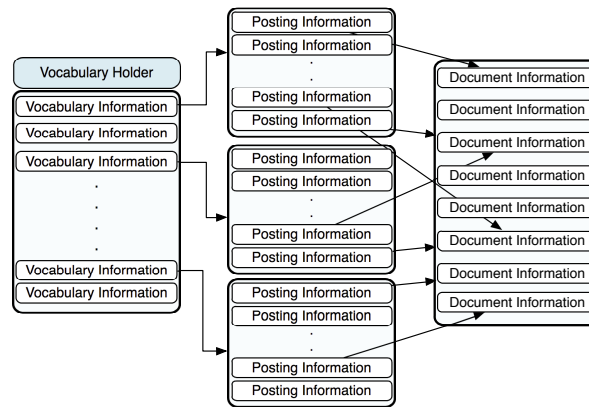 Vocabulary Holder
Vocabulary Information
Vocabulary Information
Vocabulary Information
.
.
.
.
Vocabulary Information
Vocabulary Information
Posting Information
Posting Information
.
.
Posting Information
Posting Information
Posting Information
Posting Information
.
.
Posting Information
Posting Information
Posting Information
Posting Information
.
.
Posting Information
Posting Information
Document Information
Document Information
Document Information
Document Information
Document Information
Document Information
Document Information
Document Information